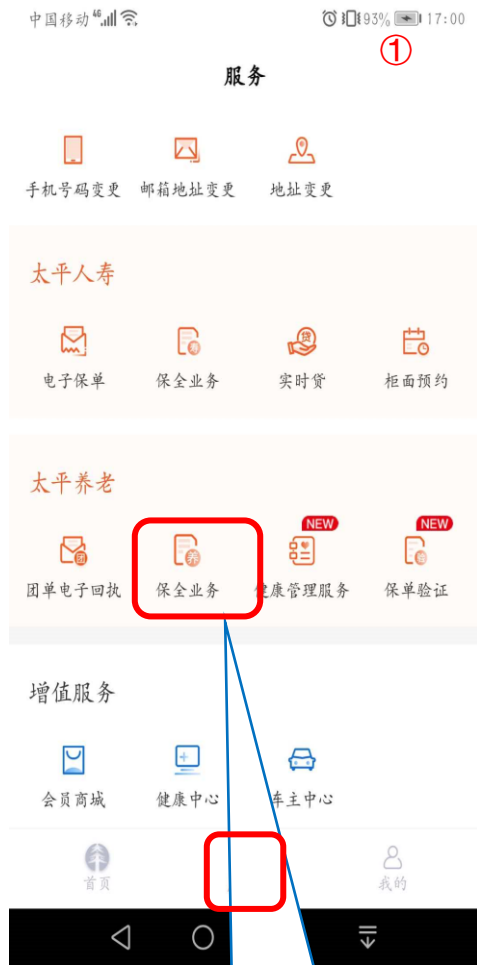 中国移动 4G 93% 17:00
①
服务
手机号码变更 邮箱地址变更 地址变更
太平人寿
电子保单 保全业务 实时贷 柜面预约
太平养老
NEW NEW
团单电子回执 保全业务 健康管理服务 保单验证
增值服务
会员商城 健康中心 车主中心
首页 我的